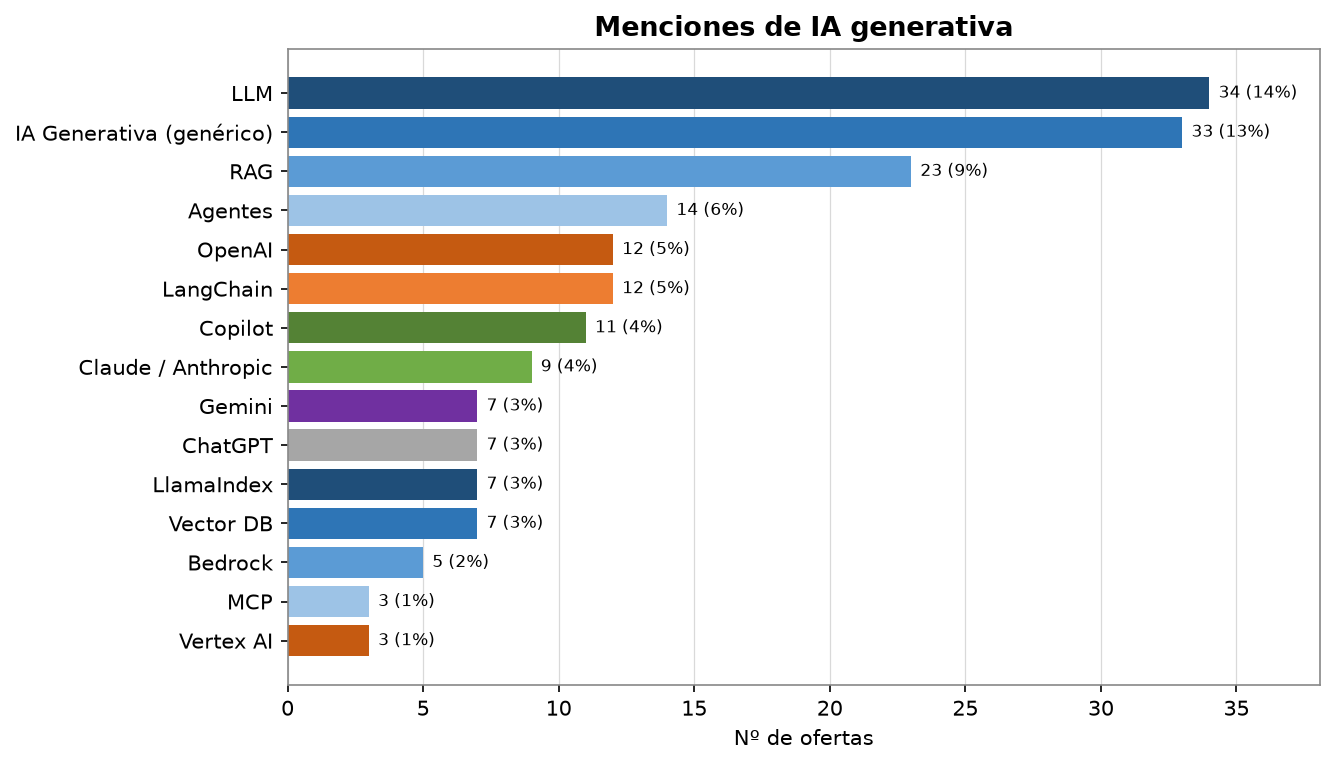 Menciones de IA generativa
LLM 34 (14%)
IA Generativa (genérico) 33 (13%)
RAG 23 (9%)
Agentes 14 (6%)
OpenAI 12 (5%)
LangChain 12 (5%)
Copilot 11 (4%)
Claude / Anthropic 9 (4%)
Gemini 7 (3%)
ChatGPT 7 (3%)
LlamaIndex 7 (3%)
Vector DB 7 (3%)
Bedrock 5 (2%)
MCP 3 (1%)
Vertex AI 3 (1%)
0 5 10 15 20 25 30 35
Nº de ofertas